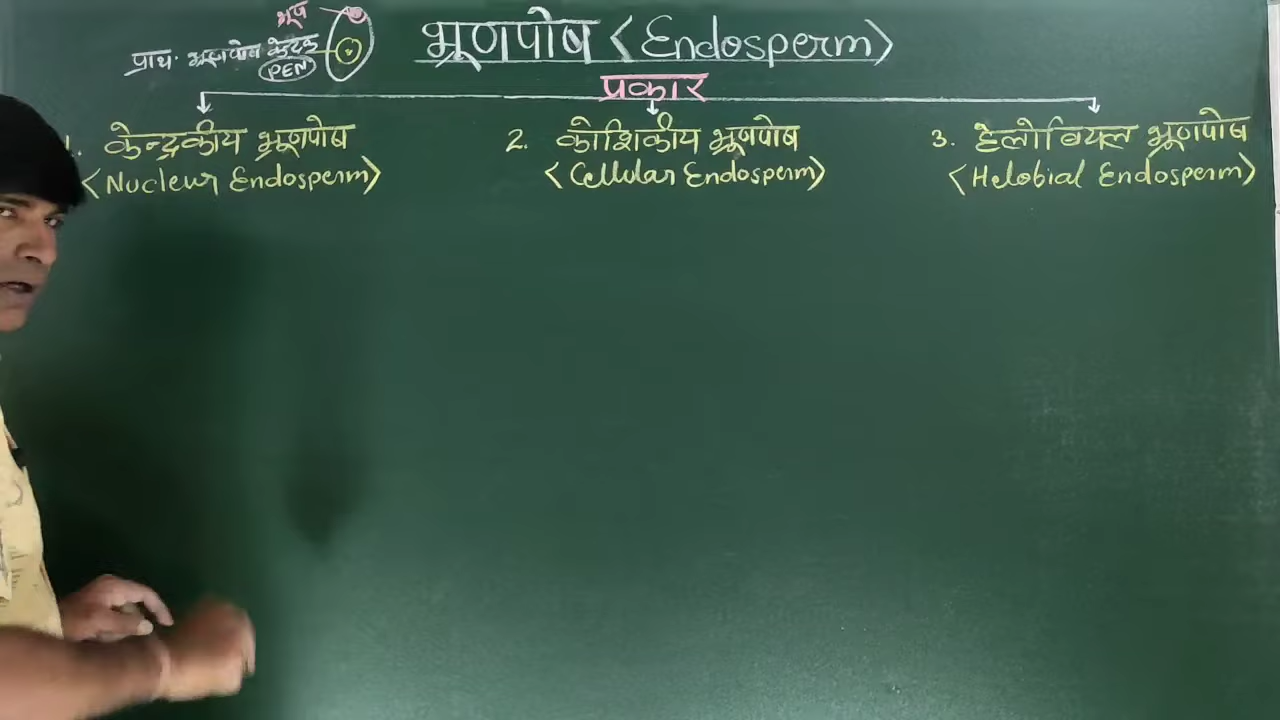 भ्रूण
भ्रूणपोष <Endosperm>
प्राथ. भ्रूणपोष केन्द्रक
PEN
प्रकार
1. केन्द्रकीय भ्रूणपोष
<Nuclear Endosperm>
2. कोशिकीय भ्रूणपोष
<Cellular Endosperm>
3. हेलोबियल भ्रूणपोष
<Helobial Endosperm>